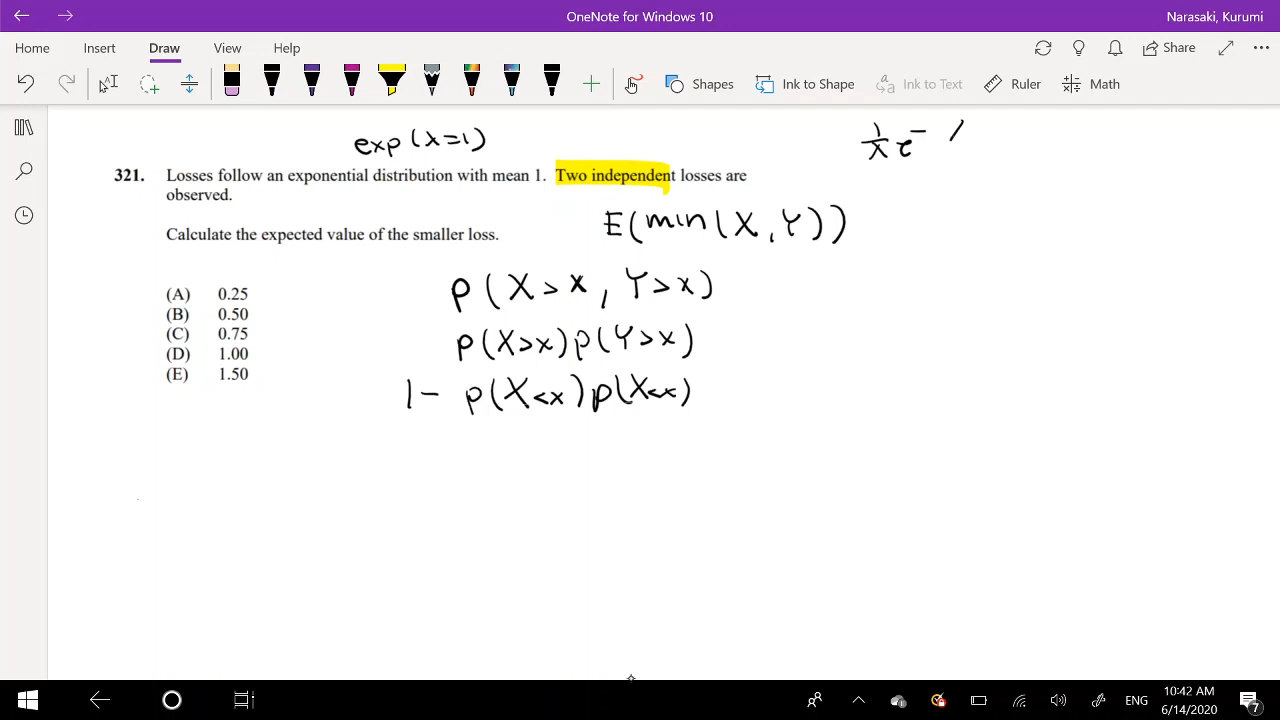 OneNote for Windows 10
Narasaki, Kurumi
Home Insert Draw View Help
Share
Shapes Ink to Shape Ink to Text Ruler Math
exp(λ=1)
321. Losses follow an exponential distribution with mean 1. Two independent losses are
observed.
E(min(X,Y))
Calculate the expected value of the smaller loss.
P(X>x, Y>x)
(A) 0.25
(B) 0.50
(C) 0.75
(D) 1.00
(E) 1.50
P(X>x)P(Y>x)
1- P(X<x)P(X<x)
10:42 AM
ENG
6/14/2020
7